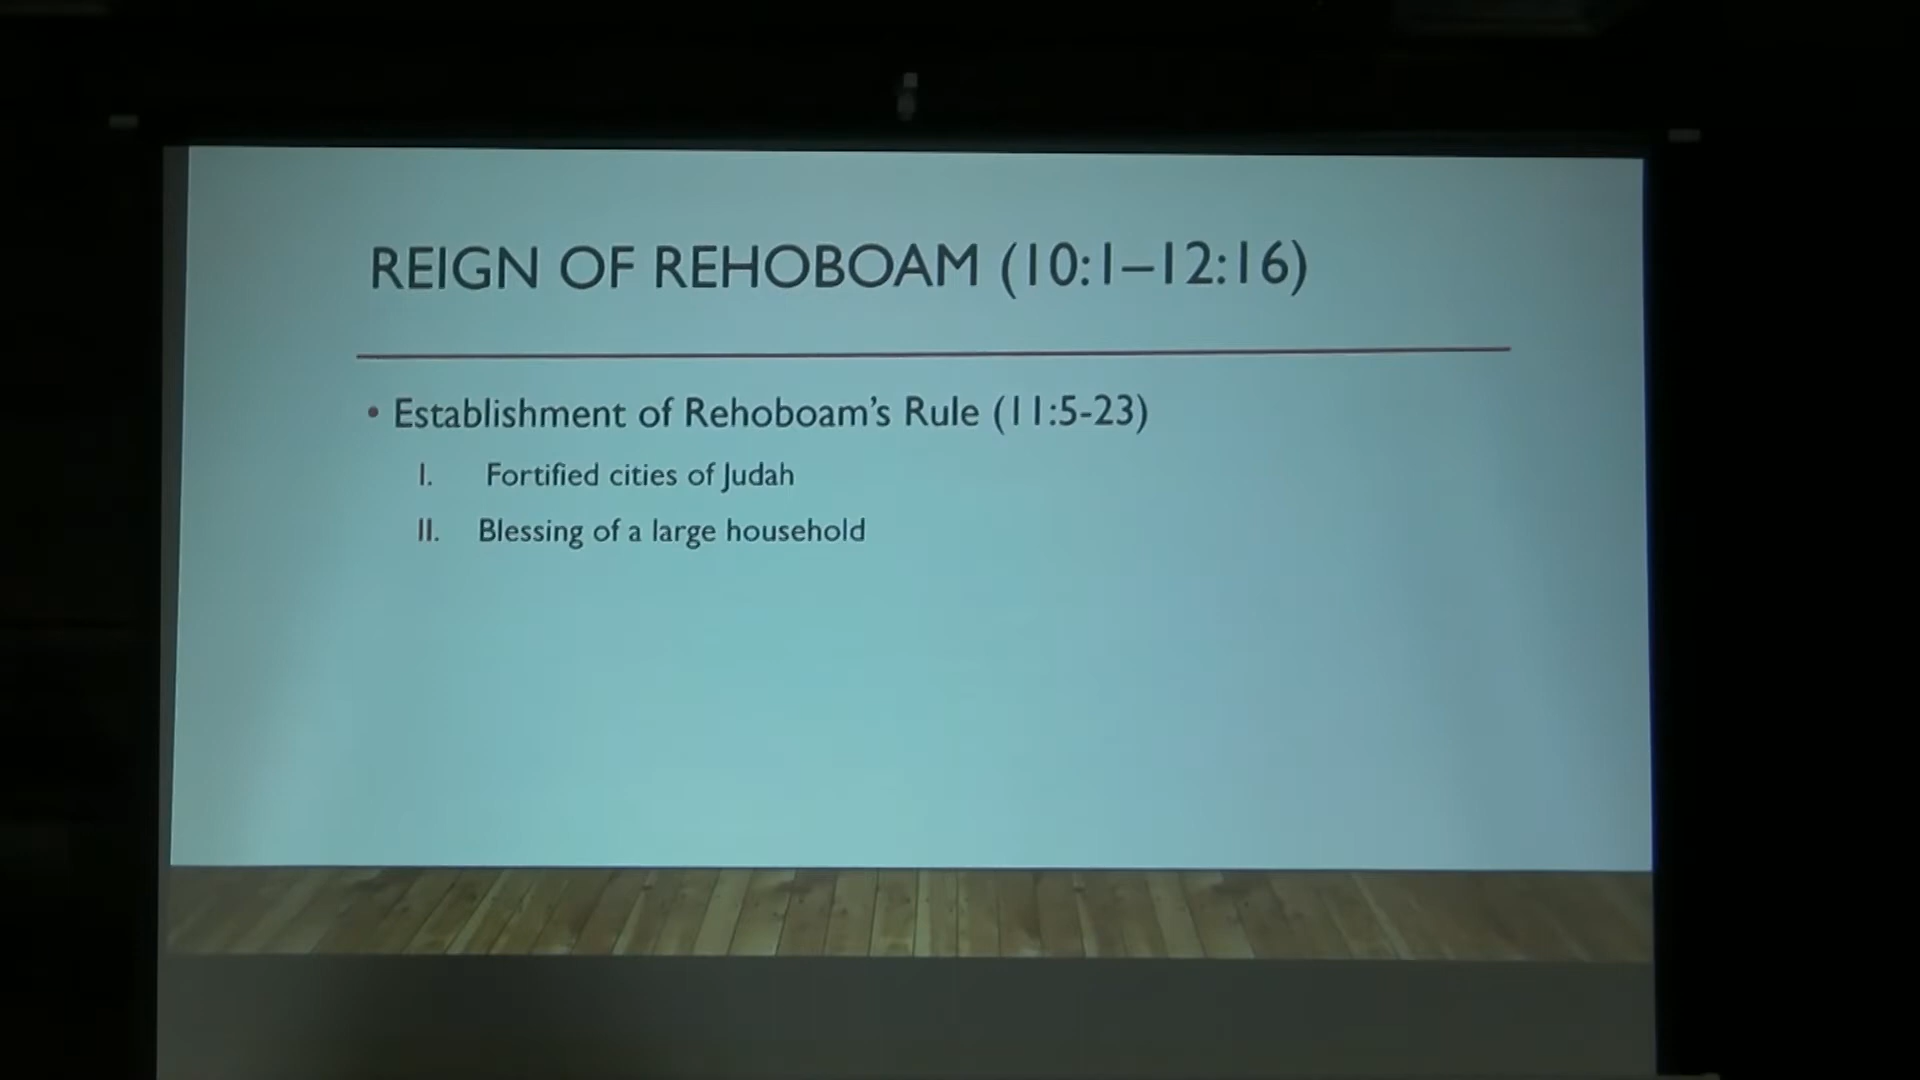 REIGN OF REHOBOAM (10:1–12:16)
• Establishment of Rehoboam's Rule (11:5-23)
I. Fortified cities of Judah
II. Blessing of a large household